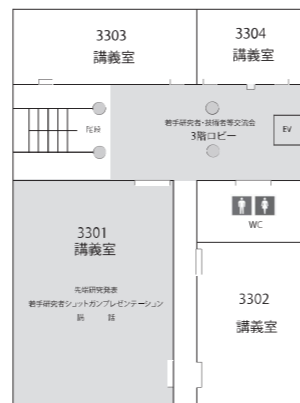 3303
講義室
3304
講義室
階段
若手研究者・技術者等交流会
3階ロビー
EV
3301
講義室
先端研究発表
若手研究者ショットガンプレゼンテーション
WC
3302
講義室